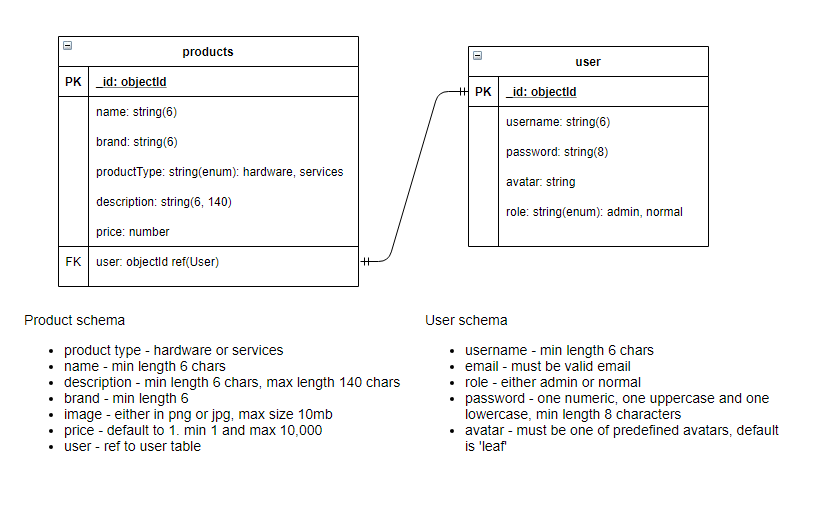 products
PK _id: objectId
name: string(6)
brand: string(6)
productType: string(enum): hardware, services
description: string(6, 140)
price: number
FK user: objectId ref(User)
user
PK _id: objectId
username: string(6)
password: string(8)
avatar: string
role: string(enum): admin, normal
Product schema
• product type - hardware or services
• name - min length 6 chars
• description - min length 6 chars, max length 140 chars
• brand - min length 6
• image - either in png or jpg, max size 10mb
• price - default to 1. min 1 and max 10,000
• user - ref to user table
User schema
• username - min length 6 chars
• email - must be valid email
• role - either admin or normal
• password - one numeric, one uppercase and one
lowercase, min length 8 characters
• avatar - must be one of predefined avatars, default
is 'leaf'